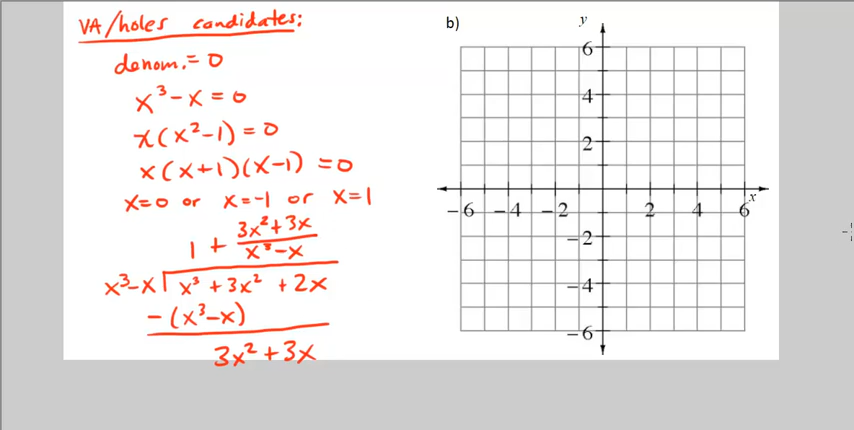 VA/holes candidates:
denom. = 0
x³ - x = 0
x(x² - 1) = 0
x(x+1)(x-1) = 0
x=0 or x=-1 or x=1
3x² + 3x
1 + x³ - x
x³-x x³ + 3x² + 2x
- (x³-x)
3x² + 3x
b)
y
6
4
2
x
-6 -4 -2 2 4 6
-2
-4
-6